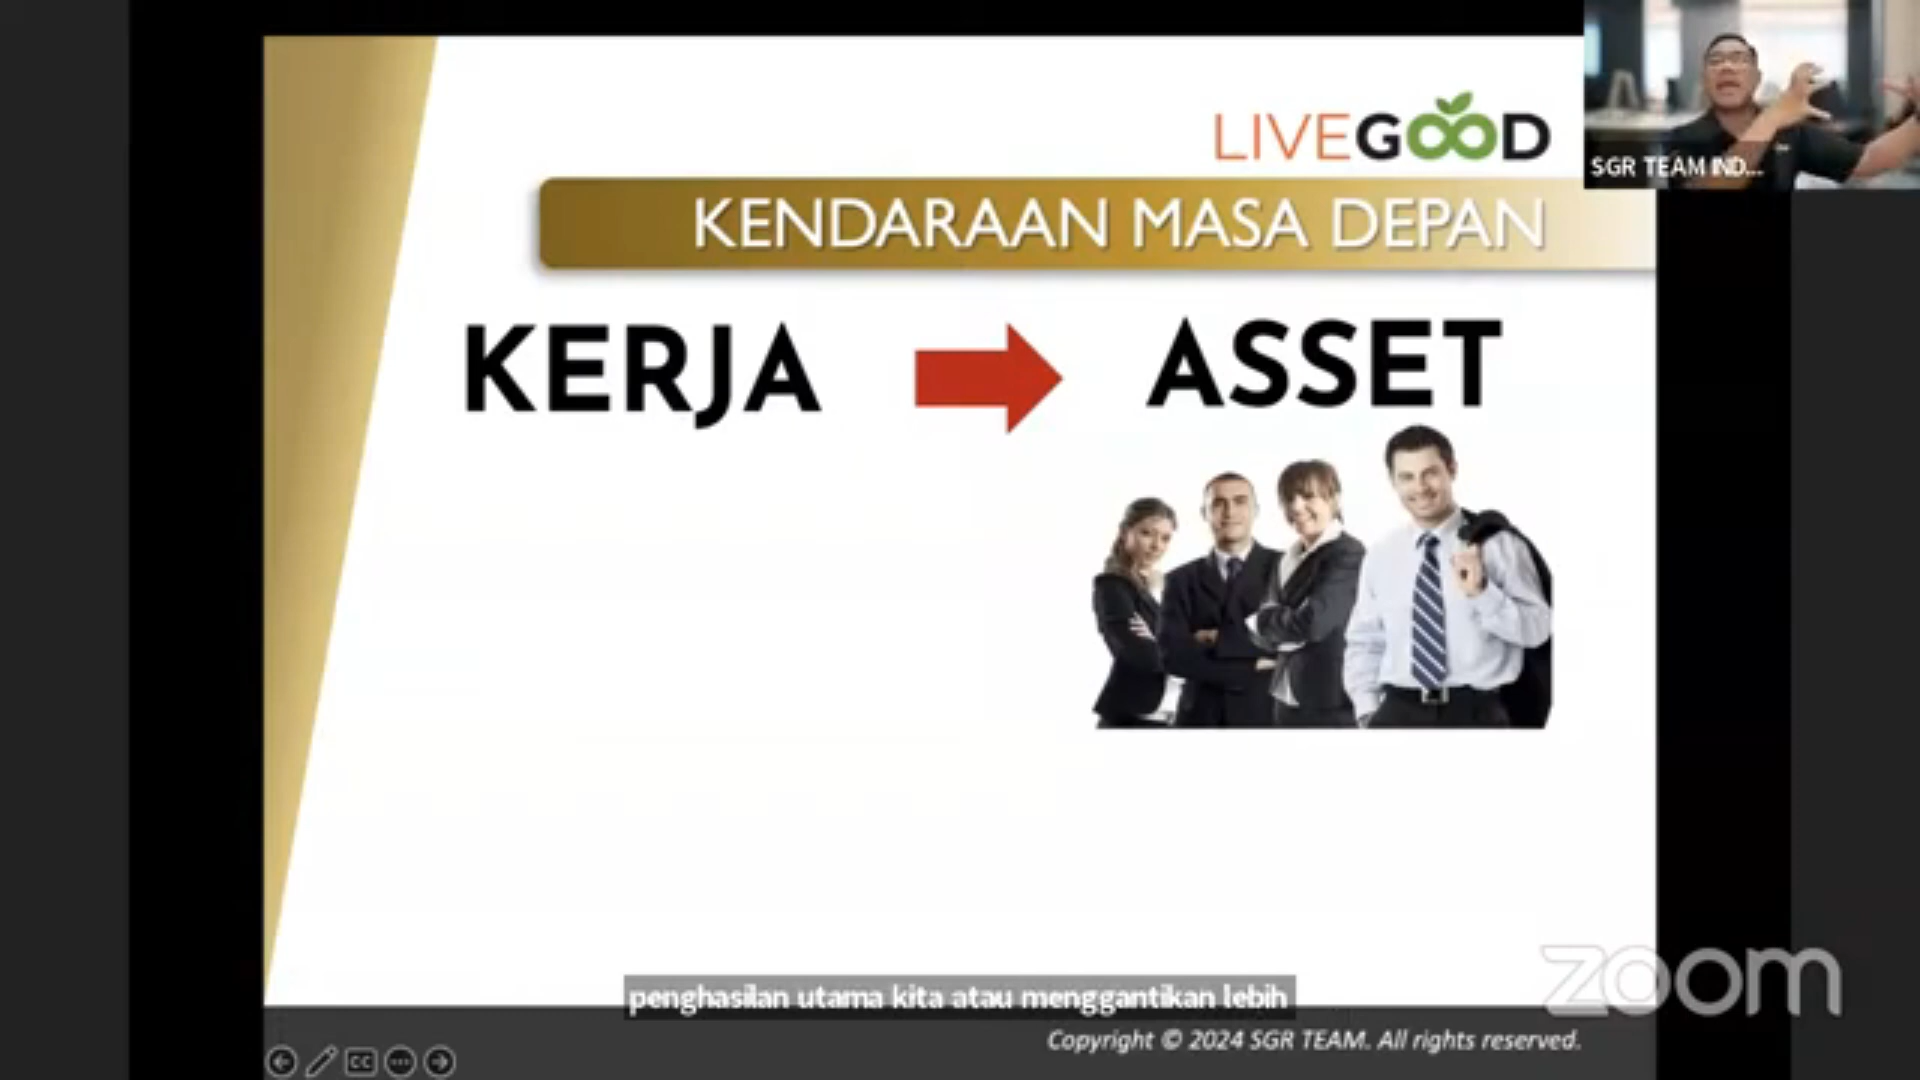 LIVEGOOD
SGR TEAM IND...
KENDARAAN MASA DEPAN
KERJA
ASSET
penghasilan utama kita atau menggantikan lebih
zoom
Copyright © 2024 SGR TEAM. All rights reserved.
CC